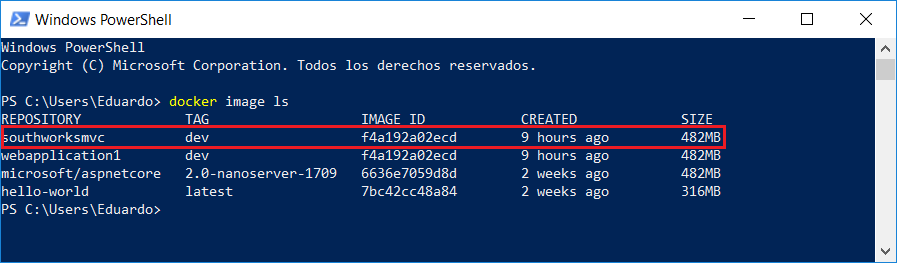 Windows PowerShell
Windows PowerShell
Copyright (C) Microsoft Corporation. Todos los derechos reservados.
PS C:\Users\Eduardo> docker image ls
REPOSITORY TAG IMAGE ID CREATED SIZE
southworksmvc dev f4a192a02ecd 9 hours ago 482MB
webapplication1 dev f4a192a02ecd 9 hours ago 482MB
microsoft/aspnetcore 2.0-nanoserver-1709 6636e7059d8d 2 weeks ago 482MB
hello-world latest 7bc42cc48a84 2 weeks ago 316MB
PS C:\Users\Eduardo>